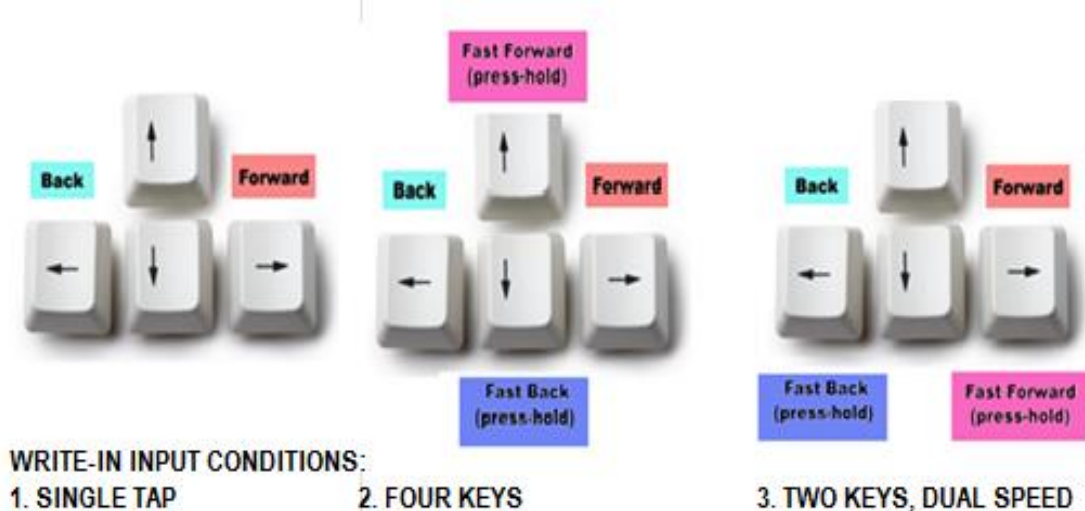 Back
Forward
Fast Forward
(press-hold)
Back
Forward
Fast Back
(press-hold)
Back
Forward
Fast Back
(press-hold)
Fast Forward
(press-hold)
WRITE-IN INPUT CONDITIONS:
1. SINGLE TAP
2. FOUR KEYS
3. TWO KEYS, DUAL SPEED